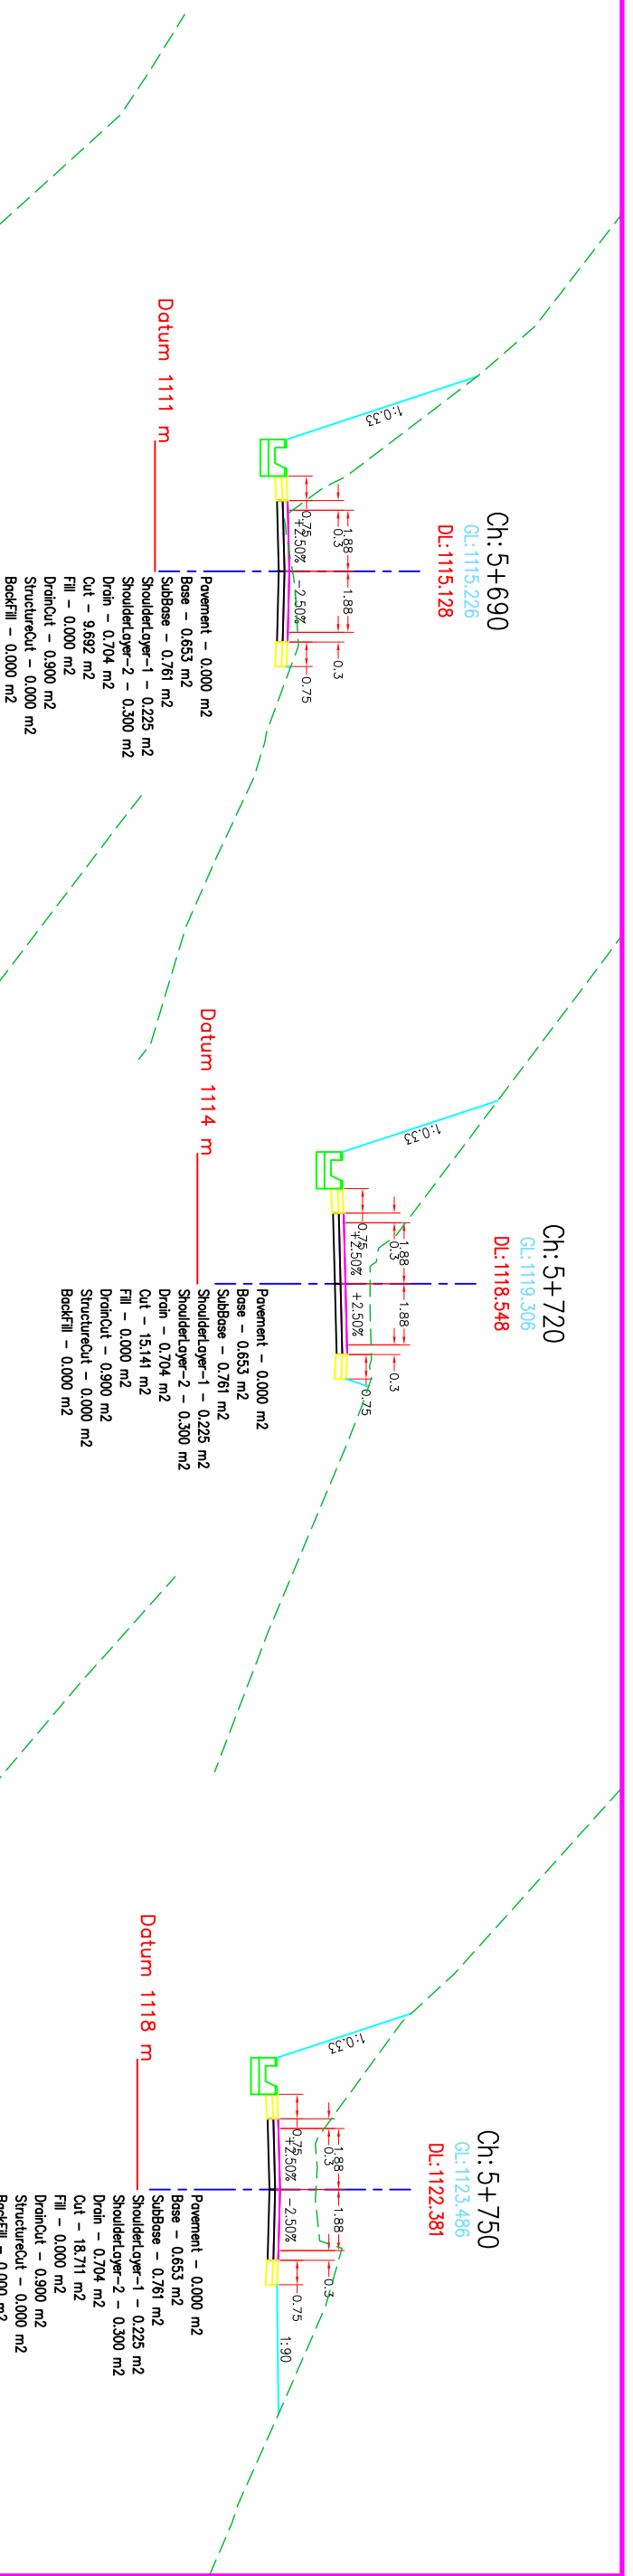 Ch: 5+690
GL:1115.226
DL:1115.128
1:0.33
1.88
1.88
0.3
0.3
0.75
0.75
+2.50%
-2.50%
Datum 1111 m
Pavement - 0.000 m2
Base - 0.653 m2
SubBase - 0.761 m2
ShoulderLayer-1 - 0.225 m2
ShoulderLayer-2 - 0.300 m2
Drain - 0.704 m2
Cut - 9.692 m2
Fill - 0.000 m2
DrainCut - 0.900 m2
StructureCut - 0.000 m2
BackFill - 0.000 m2
Ch: 5+720
GL:1119.306
DL:1118.548
1:0.33
1.88
1.88
0.3
0.3
0.75
0.75
+2.50%
+2.50%
Datum 1114 m
Pavement - 0.000 m2
Base - 0.653 m2
SubBase - 0.761 m2
ShoulderLayer-1 - 0.225 m2
ShoulderLayer-2 - 0.300 m2
Drain - 0.704 m2
Cut - 15.141 m2
Fill - 0.000 m2
DrainCut - 0.900 m2
StructureCut - 0.000 m2
BackFill - 0.000 m2
Ch: 5+750
GL:1123.486
DL:1122.381
1:0.33
1.88
1.88
0.3
0.3
0.75
0.75
+2.50%
-2.50%
1:90
Datum 1118 m
Pavement - 0.000 m2
Base - 0.653 m2
SubBase - 0.761 m2
ShoulderLayer-1 - 0.225 m2
ShoulderLayer-2 - 0.300 m2
Drain - 0.704 m2
Cut - 18.711 m2
Fill - 0.000 m2
DrainCut - 0.900 m2
StructureCut - 0.000 m2
BackFill - 0.000 m2